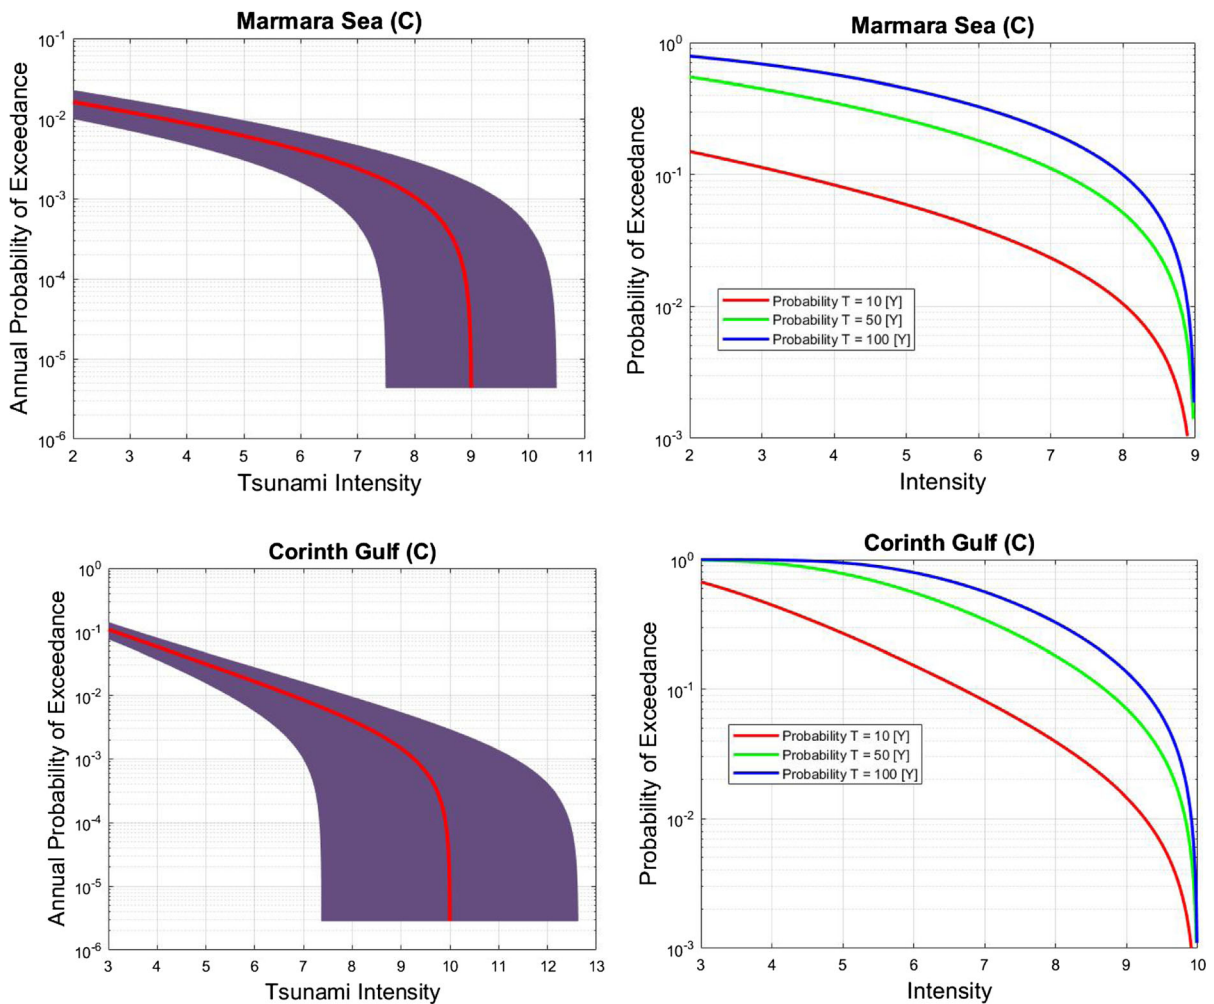 Marmara Sea (C)
Annual Probability of Exceedance
10^-1
10^-2
10^-3
10^-4
10^-5
10^-6
2 3 4 5 6 7 8 9 10 11
Tsunami Intensity
Marmara Sea (C)
Probability of Exceedance
10^0
10^-1
10^-2
10^-3
Probability T = 10 [Y]
Probability T = 50 [Y]
Probability T = 100 [Y]
2 3 4 5 6 7 8 9
Intensity
Corinth Gulf (C)
Annual Probability of Exceedance
10^0
10^-1
10^-2
10^-3
10^-4
10^-5
10^-6
3 4 5 6 7 8 9 10 11 12 13
Tsunami Intensity
Corinth Gulf (C)
Probability of Exceedance
10^0
10^-1
10^-2
10^-3
Probability T = 10 [Y]
Probability T = 50 [Y]
Probability T = 100 [Y]
3 4 5 6 7 8 9 10
Intensity